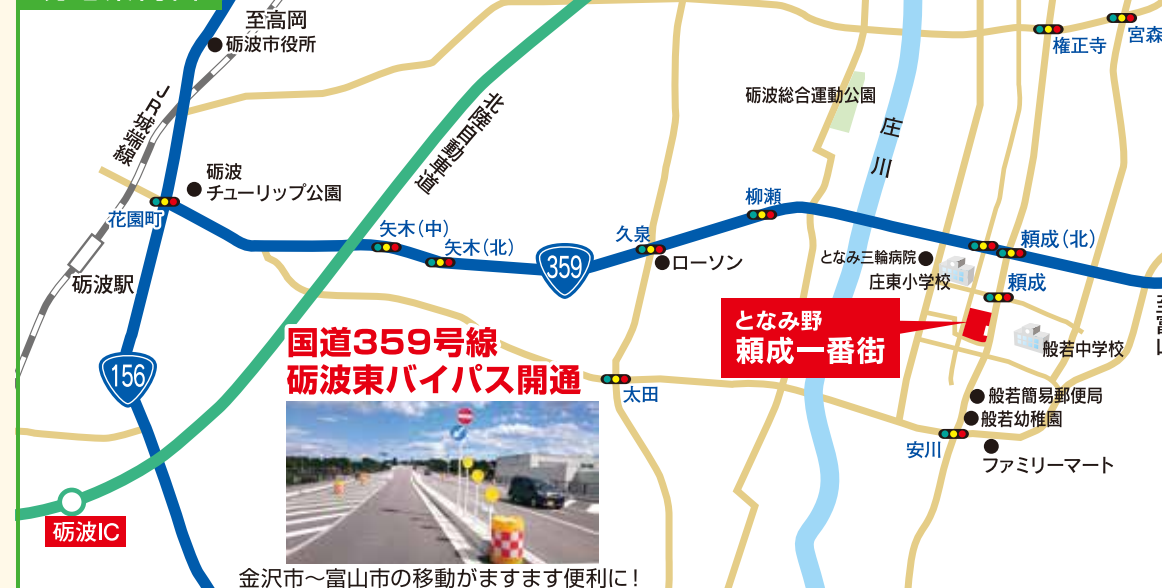 至高岡
砺波市役所
権正寺
宮森
JR城端線
北陸自動車道
砺波総合運動公園
庄川
砺波
チューリップ公園
花園町
矢木(中)
矢木(北)
久泉
柳瀬
ローソン
359
となみ三輪病院
庄東小学校
頼成(北)
頼成
砺波駅
156
国道359号線
砺波東バイパス開通
となみ野
頼成一番街
般若中学校
太田
般若簡易郵便局
般若幼稚園
安川
ファミリーマート
砺波IC
金沢市～富山市の移動がますます便利に!